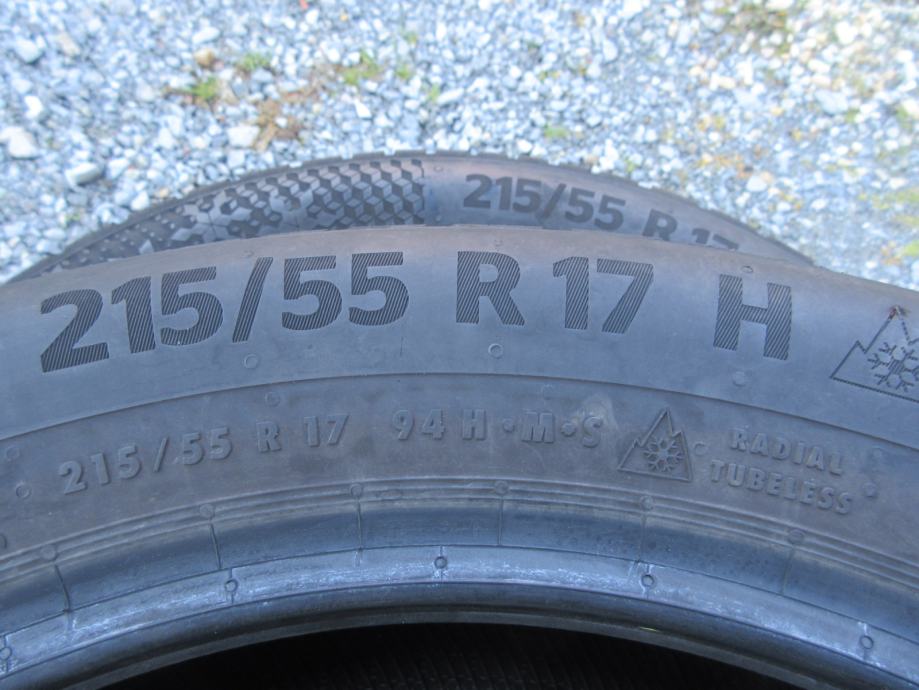 215/55 R 17
215/55 R 17 H
215/55 R 17 94 H •M•S
RADIAL
TUBELESS